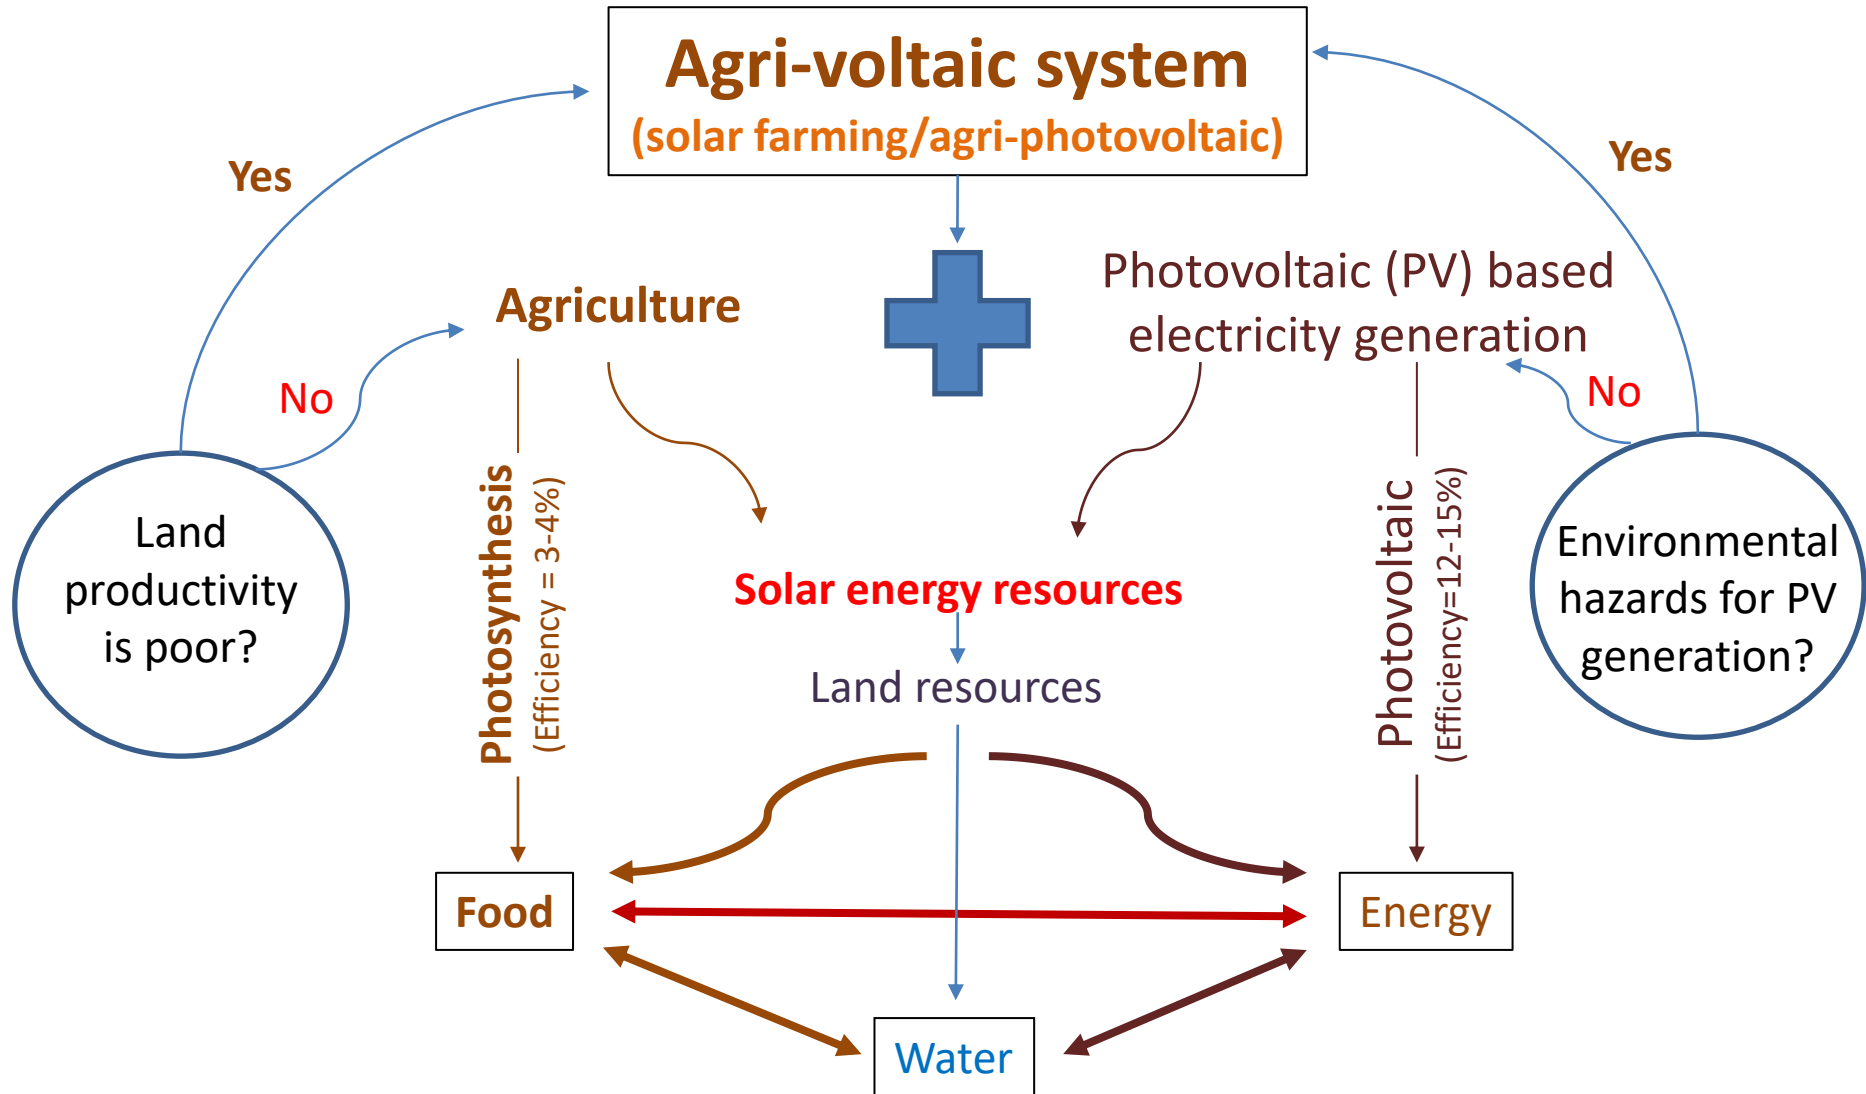 Agri-voltaic system
(solar farming/agri-photovoltaic)
Yes
Yes
Agriculture
Photovoltaic (PV) based
electricity generation
No
No
Land
productivity
is poor?
Photosynthesis
(Efficiency = 3-4%)
Solar energy resources
Land resources
Photovoltaic
(Efficiency=12-15%)
Environmental
hazards for PV
generation?
Food
Energy
Water